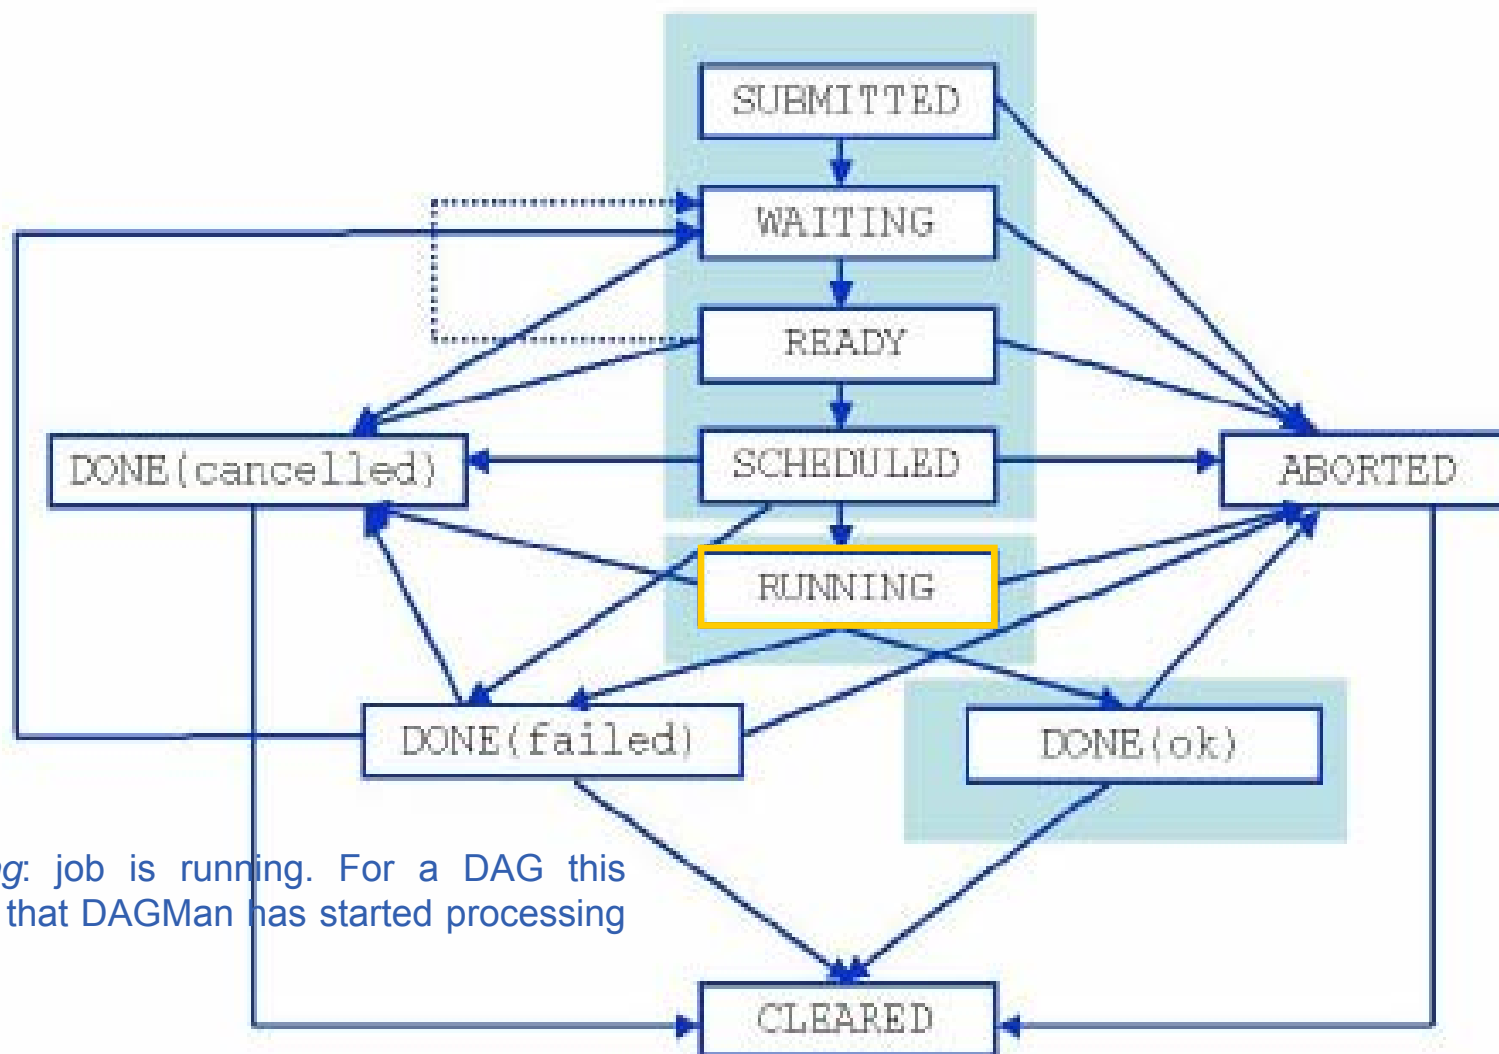 SUBMITTED
WAITING
READY
DONE(cancelled)
SCHEDULED
ABORTED
RUNNING
DONE(failed)
DONE(ok)
: job is running. For a DAG this
that DAGMan has started processing
CLEARED